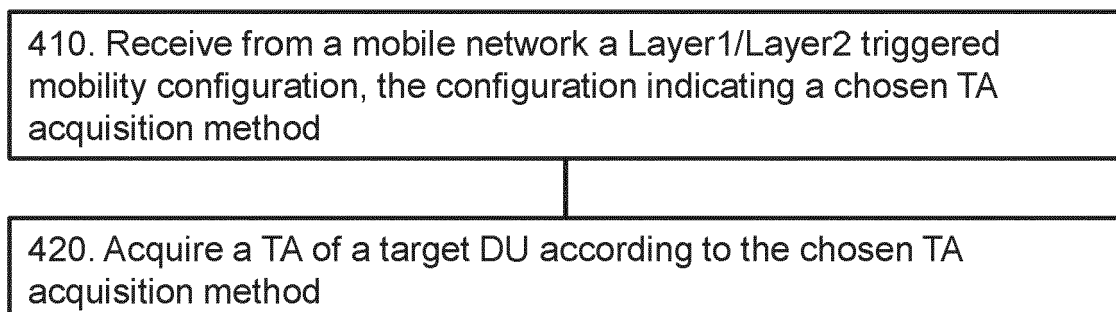 410. Receive from a mobile network a Layer1/Layer2 triggered
mobility configuration, the configuration indicating a chosen TA
acquisition method
420. Acquire a TA of a target DU according to the chosen TA
acquisition method